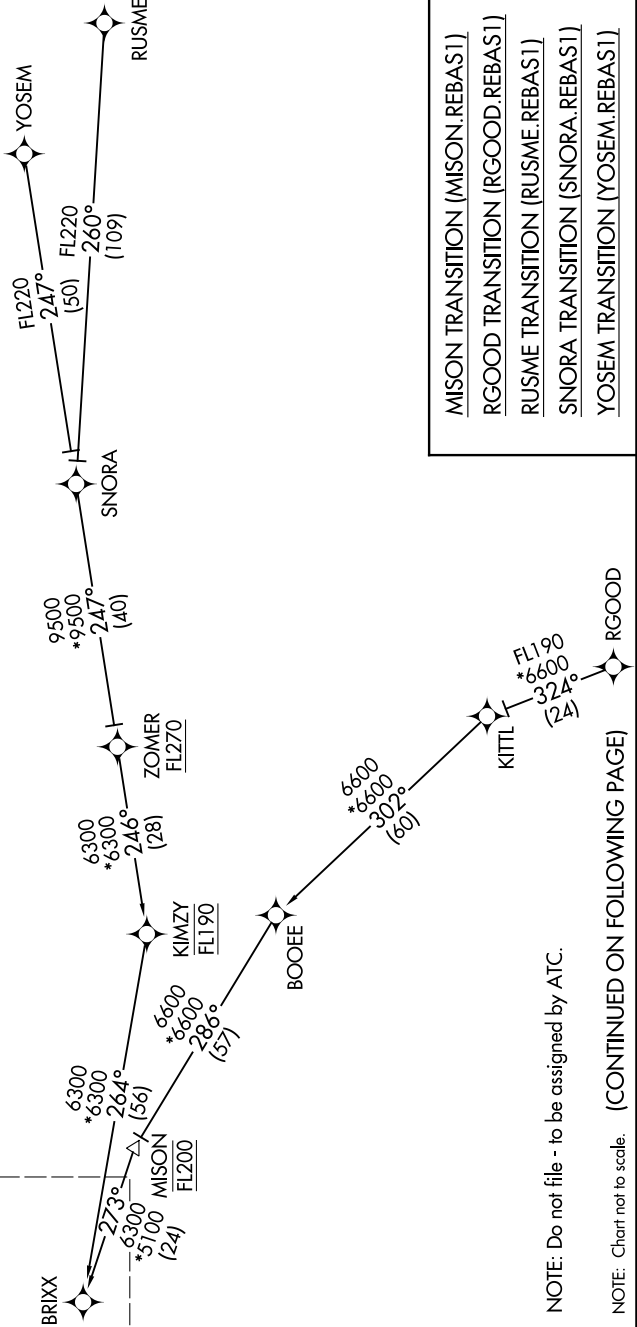 RUSME
YOSEM
FL220
247°
(50)
FL220
260°
(109)
SNORA
9500
*9500
247°
(40)
ZOMER
FL270
6300
*6300
246°
(28)
KIMZY
FL190
6300
*6300
264°
(56)
BRIXX
273°
6300
*5100
(24)
MISON
FL200
6600
*6600
286°
(57)
BOOEE
6600
*6600
302°
(60)
KITTL
FL190
*6600
324°
(24)
RGOOD
MISON TRANSITION (MISON.REBAS1)
RGOOD TRANSITION (RGOOD.REBAS1)
RUSME TRANSITION (RUSME.REBAS1)
SNORA TRANSITION (SNORA.REBAS1)
YOSEM TRANSITION (YOSEM.REBAS1)
NOTE: Do not file - to be assigned by ATC.
NOTE: Chart not to scale. (CONTINUED ON FOLLOWING PAGE)